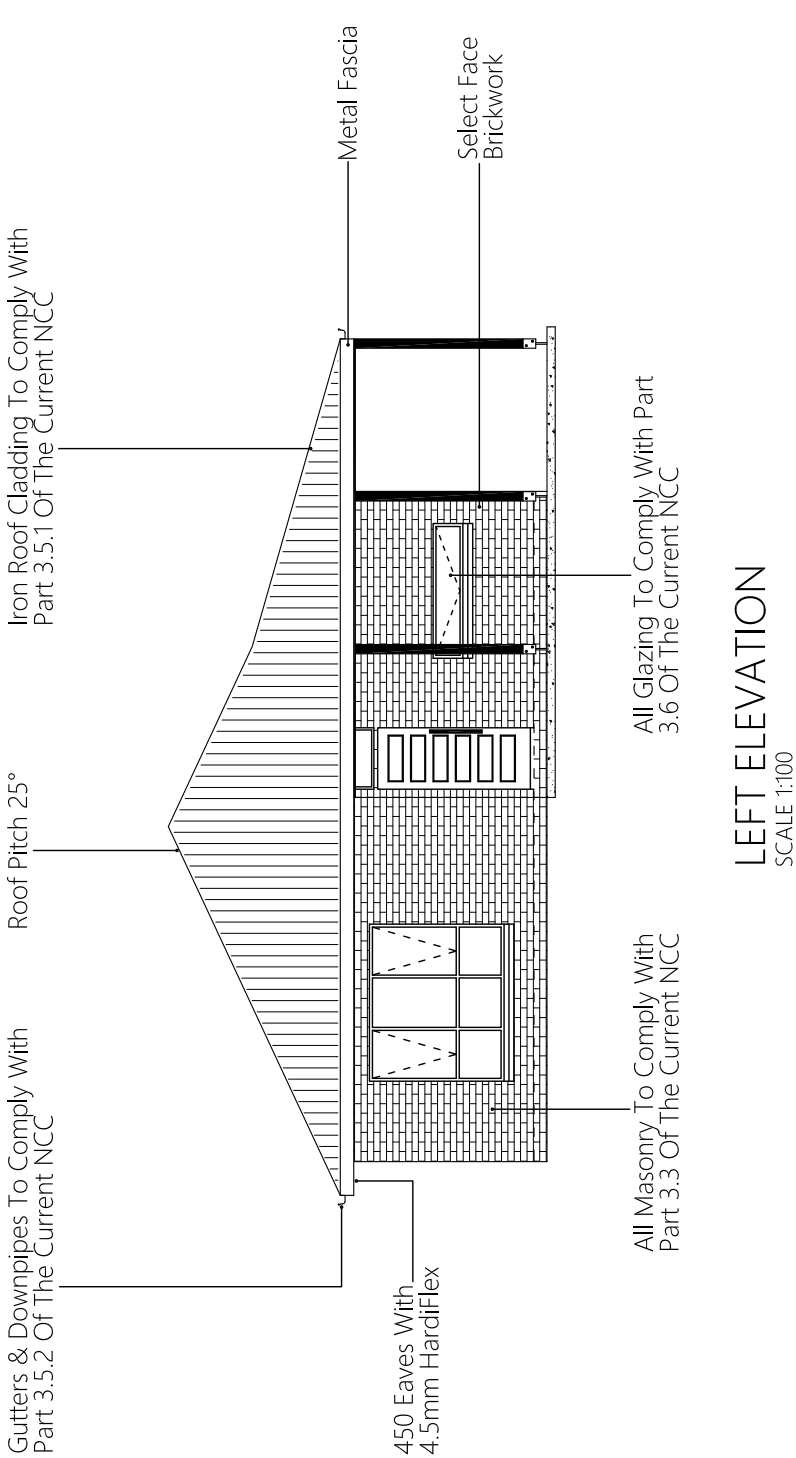 Gutters & Downpipes To Comply With
Part 3.5.2 Of The Current NCC
Roof Pitch 25°
Iron Roof Cladding To Comply With
Part 3.5.1 Of The Current NCC
Metal Fascia
450 Eaves With
4.5mm HardiFlex
Select Face
Brickwork
All Masonry To Comply With
Part 3.3 Of The Current NCC
All Glazing To Comply With Part
3.6 Of The Current NCC
LEFT ELEVATION
SCALE 1:100